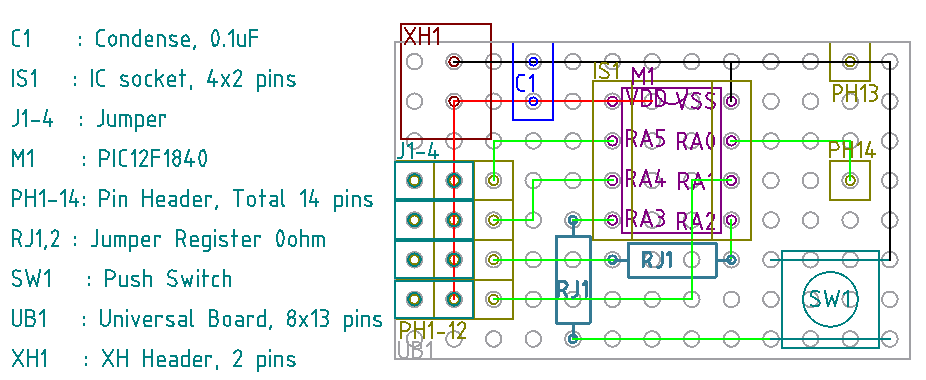 C1 : Condense, 0.1uF
IS1 : IC socket, 4x2 pins
J1-4 : Jumper
M1 : PIC12F1840
PH1-14: Pin Header, Total 14 pins
RJ1,2 : Jumper Register 0ohm
SW1 : Push Switch
UB1 : Universal Board, 8x13 pins
XH1 : XH Header, 2 pins
XH1
C1
IS1
M1
PH13
VDD VSS
RA5 RA0
J1-4
PH14
RA4 RA1
RA3 RA2
RJ1
RJ1
SW1
PH1-12
UB1